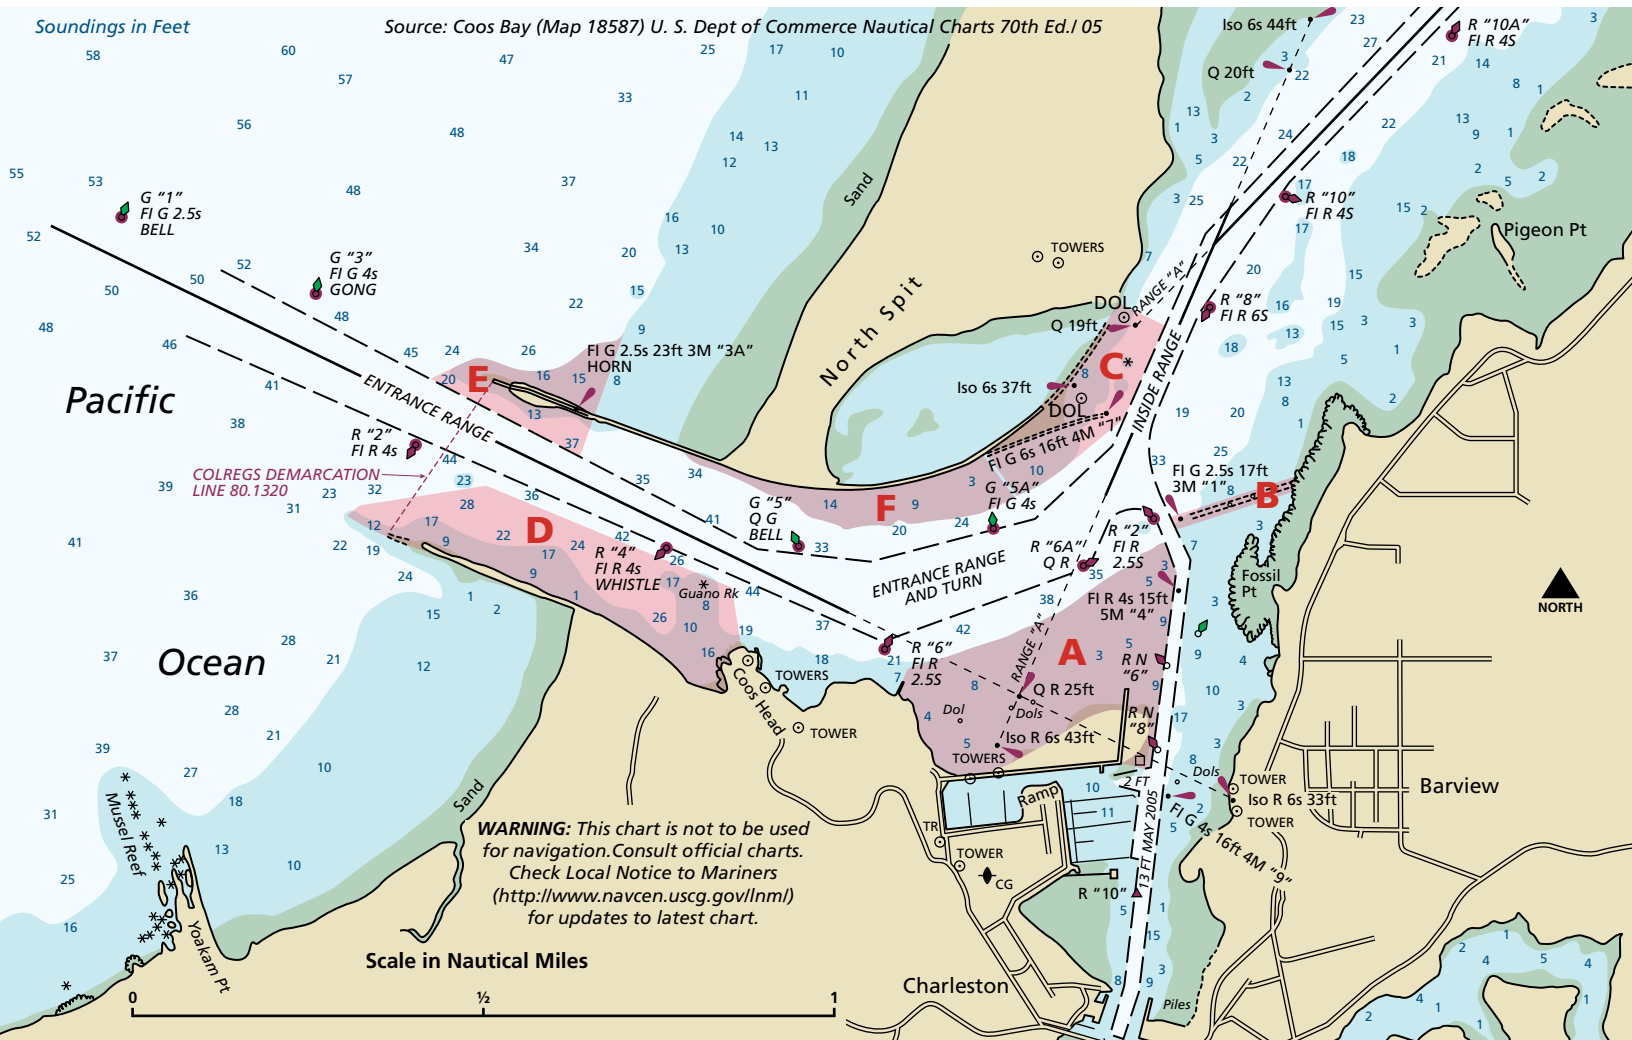 Soundings in Feet
Source: Coos Bay (Map 18587) U. S. Dept of Commerce Nautical Charts 70th Ed./ 05
Iso 6s 44ft
Q 20ft
R “10A”
Fl R 4S
G “1”
Fl G 2.5s
BELL
G “3”
Fl G 4s
GONG
Sand
TOWERS
R “10”
Fl R 4S
Pigeon Pt
North Spit
DOL
RANGE “A”
Q 19ft
R “8”
Fl R 6S
Fl G 2.5s 23ft 3M “3A”
HORN
E
C
Iso 6s 37ft
DOL
INSIDE RANGE
Pacific
ENTRANCE RANGE
R “2”
Fl R 4s
Fl G 6s 16ft 4M “7”
COLREGS DEMARCATION
LINE 80.1320
Fl G 2.5s 17ft
3M “1”
B
G “5”
Q G
BELL
F
G “5A”
Fl G 4s
D
R “4”
Fl R 4s
WHISTLE
Guano Rk
R “6A”
Q R
R “2”
Fl R
2.5S
ENTRANCE RANGE
AND TURN
Fossil
Pt
NORTH
Fl R 4s 15ft
5M “4”
Ocean
R “6”
Fl R
2.5S
RANGE “A”
A
R N
“6”
TOWERS
Coos Head
Q R 25ft
Dol
Dols
R N
“8”
TOWER
Iso R 6s 43ft
TOWERS
Dols
TOWER
Iso R 6s 33ft
TOWER
Barview
2 FT
Ramp
Fl G 4s 16ft 4M “9”
13 FT MAY 2005
Mussel Reef
Sand
WARNING: This chart is not to be used
for navigation.Consult official charts.
Check Local Notice to Mariners
(http://www.navcen.uscg.gov/lnm/)
for updates to latest chart.
TR
TOWER
CG
R “10”
Yoakam Pt
Scale in Nautical Miles
0 ½ 1
Charleston
Piles